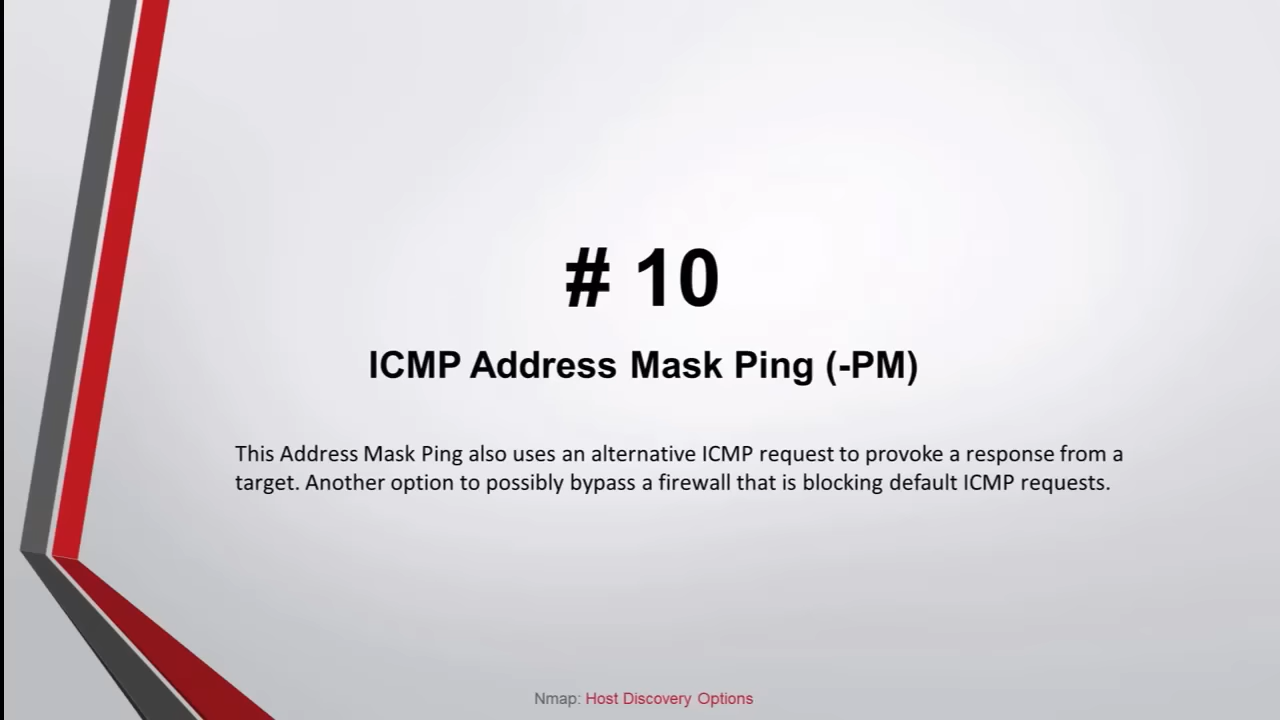 # 10
ICMP Address Mask Ping (-PM)
This Address Mask Ping also uses an alternative ICMP request to provoke a response from a
target. Another option to possibly bypass a firewall that is blocking default ICMP requests.
Nmap: Host Discovery Options